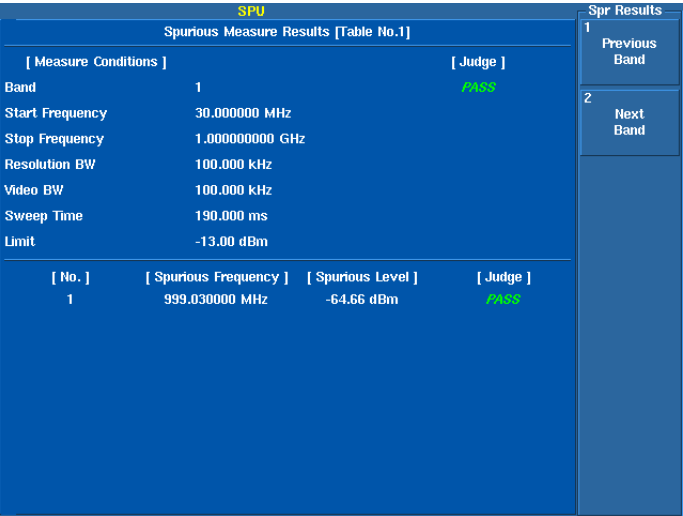 SPU
Spurious Measure Results [Table No.1]
[ Measure Conditions ] [ Judge ]
Band 1 PASS
Start Frequency 30.000000 MHz
Stop Frequency 1.000000000 GHz
Resolution BW 100.000 kHz
Video BW 100.000 kHz
Sweep Time 190.000 ms
Limit -13.00 dBm
[ No. ] [ Spurious Frequency ] [ Spurious Level ] [ Judge ]
1 999.030000 MHz -64.66 dBm PASS
Spr Results
1
Previous
Band
2
Next
Band